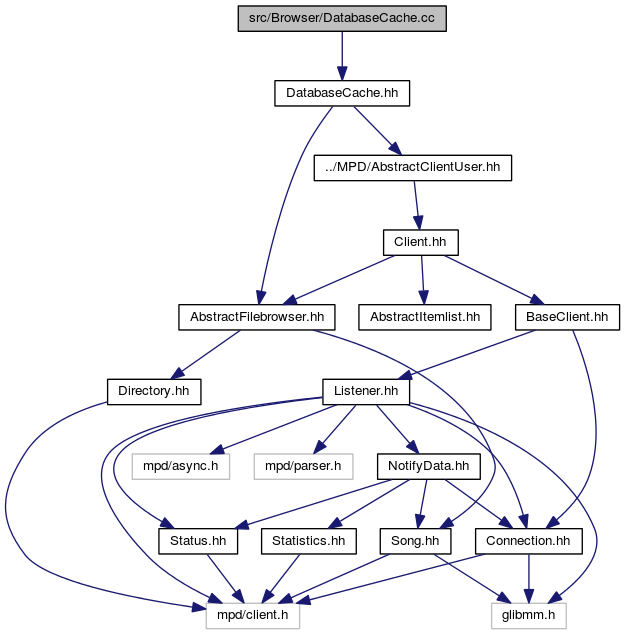 src/Browser/DatabaseCache.cc
DatabaseCache.hh
../MPD/AbstractClientUser.hh
Client.hh
AbstractFilebrowser.hh
AbstractItemlist.hh
BaseClient.hh
Directory.hh
Listener.hh
mpd/async.h
mpd/parser.h
NotifyData.hh
Status.hh
Statistics.hh
Song.hh
Connection.hh
mpd/client.h
glibmm.h